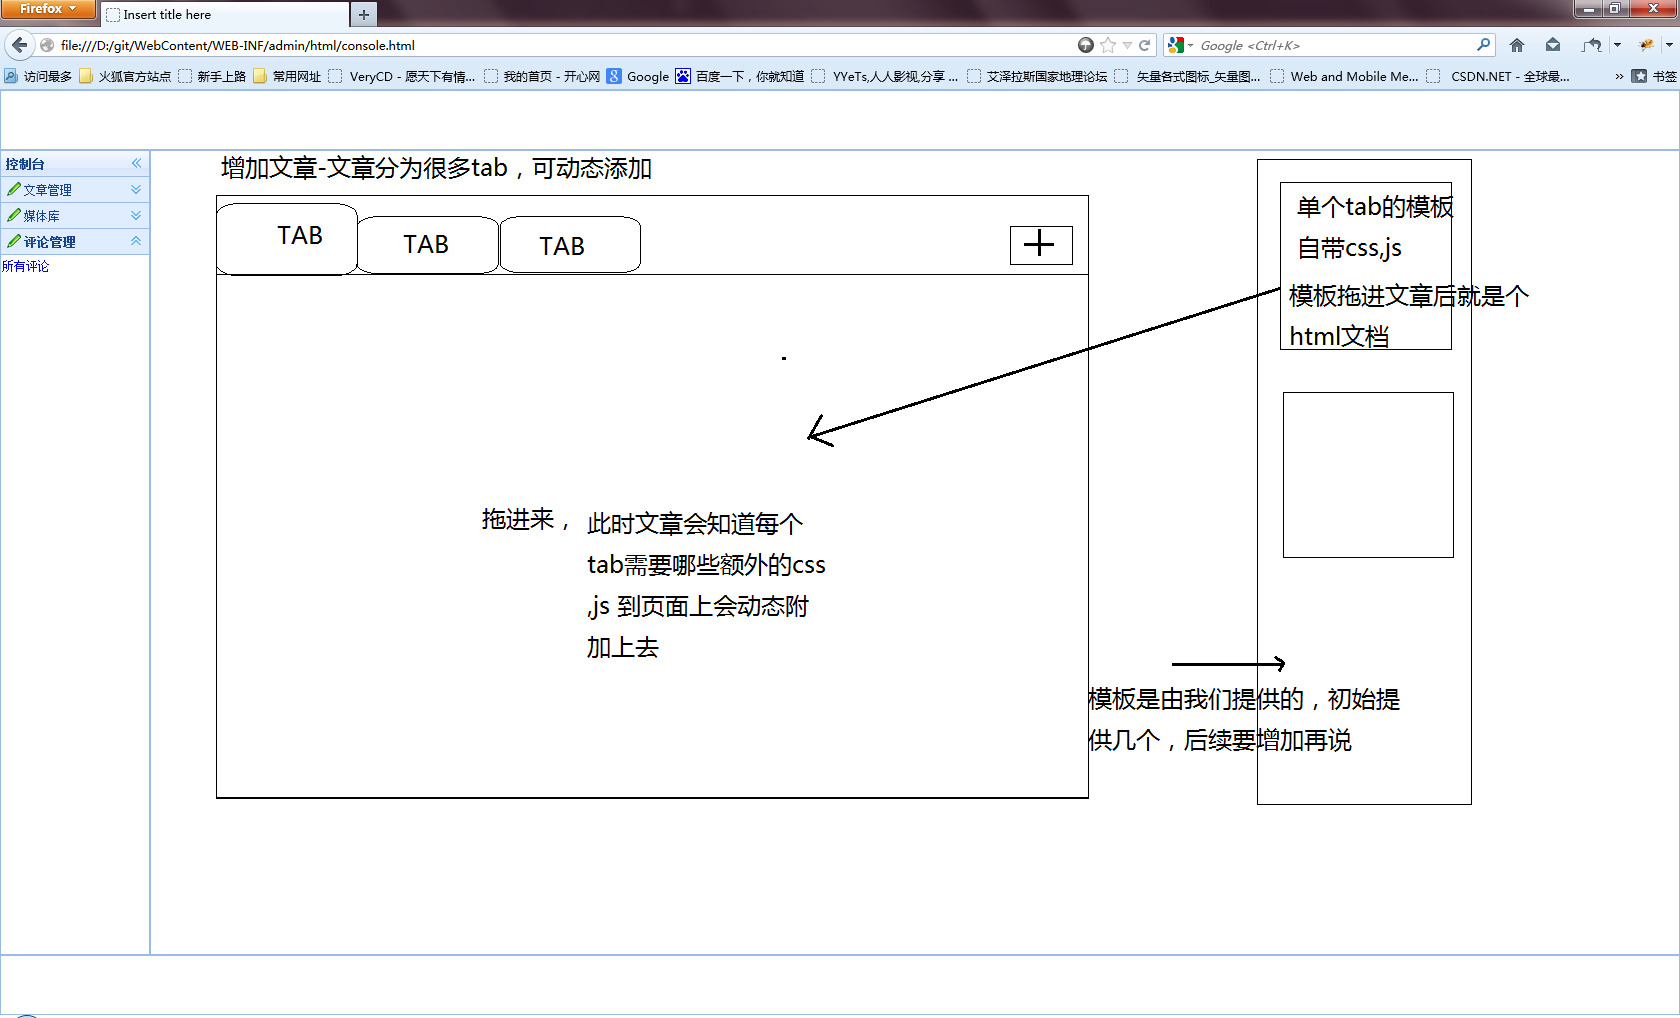 Firefox
Insert title here
file:///D:/git/WebContent/WEB-INF/admin/html/console.html
Google <Ctrl+K>
访问最多
火狐官方站点
新手上路
常用网址
VeryCD - 愿天下有情...
我的首页 - 开心网
Google
百度一下，你就知道
YYeTs,人人影视,分享 ...
艾泽拉斯国家地理论坛
矢量各式图标_矢量图...
Web and Mobile Me...
CSDN.NET - 全球最...
»
书签
控制台
文章管理
媒体库
评论管理
所有评论
增加文章-文章分为很多tab，可动态添加
TAB
TAB
TAB
单个tab的模板
自带css,js
模板拖进文章后就是个
html文档
拖进来，
此时文章会知道每个
tab需要哪些额外的css
,js 到页面上会动态附
加上去
模板是由我们提供的，初始提
供几个，后续要增加再说